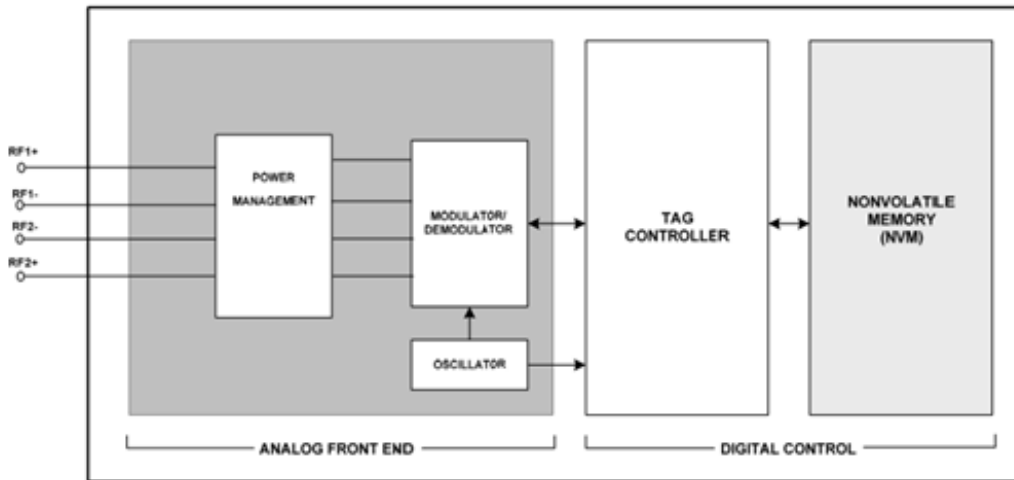 RF1+
RF1-
RF2-
RF2+
POWER
MANAGEMENT
MODULATOR/
DEMODULATOR
OSCILLATOR
TAG
CONTROLLER
NONVOLATILE
MEMORY
(NVM)
ANALOG FRONT END
DIGITAL CONTROL